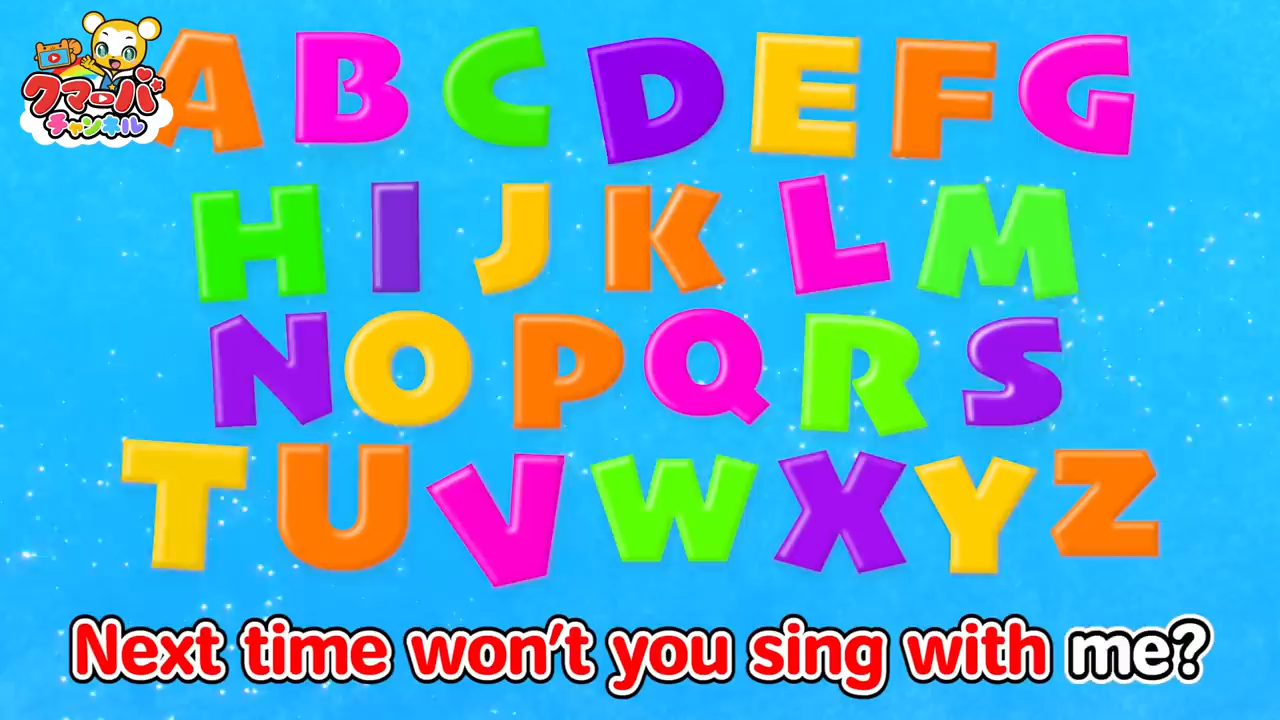 クマーバ
チャンネル
A B C D E F G
H I J K L M
N O P Q R S
T U V W X Y Z
Next time won't you sing with me?